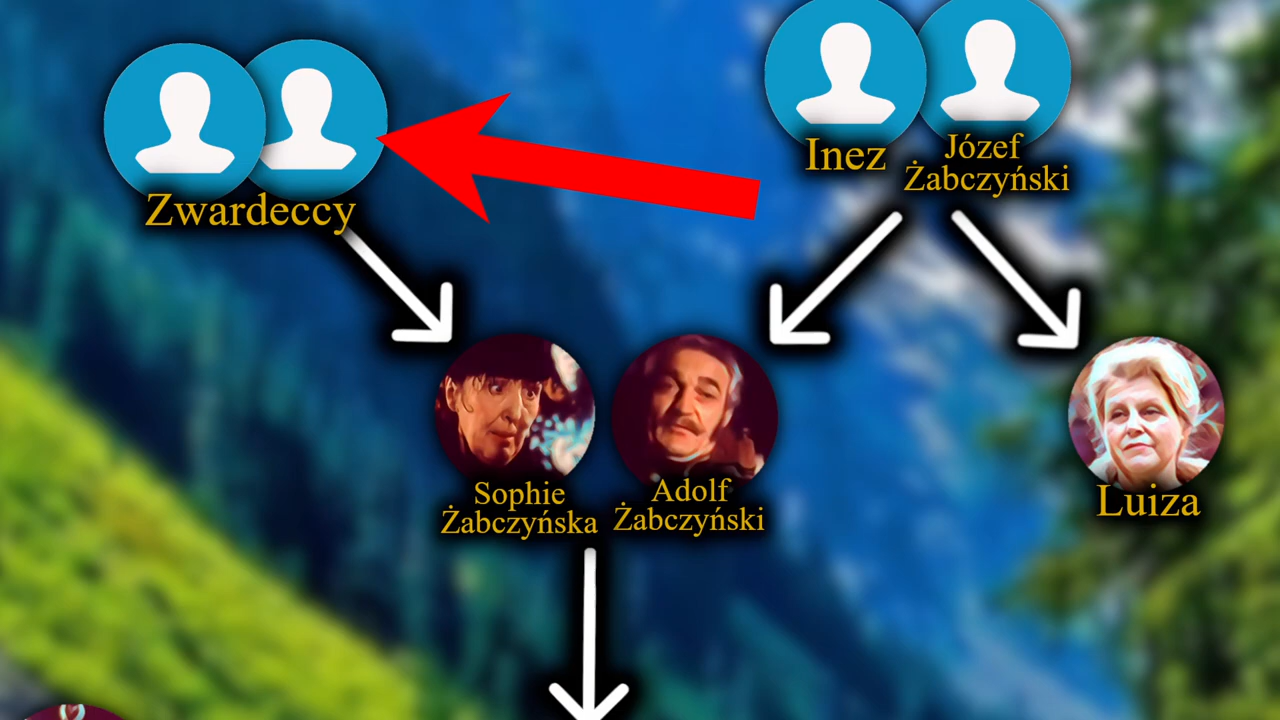 Zwardeccy
Inez
Józef
Żabczyński
Sophie
Żabczyńska
Adolf
Żabczyński
Luiza